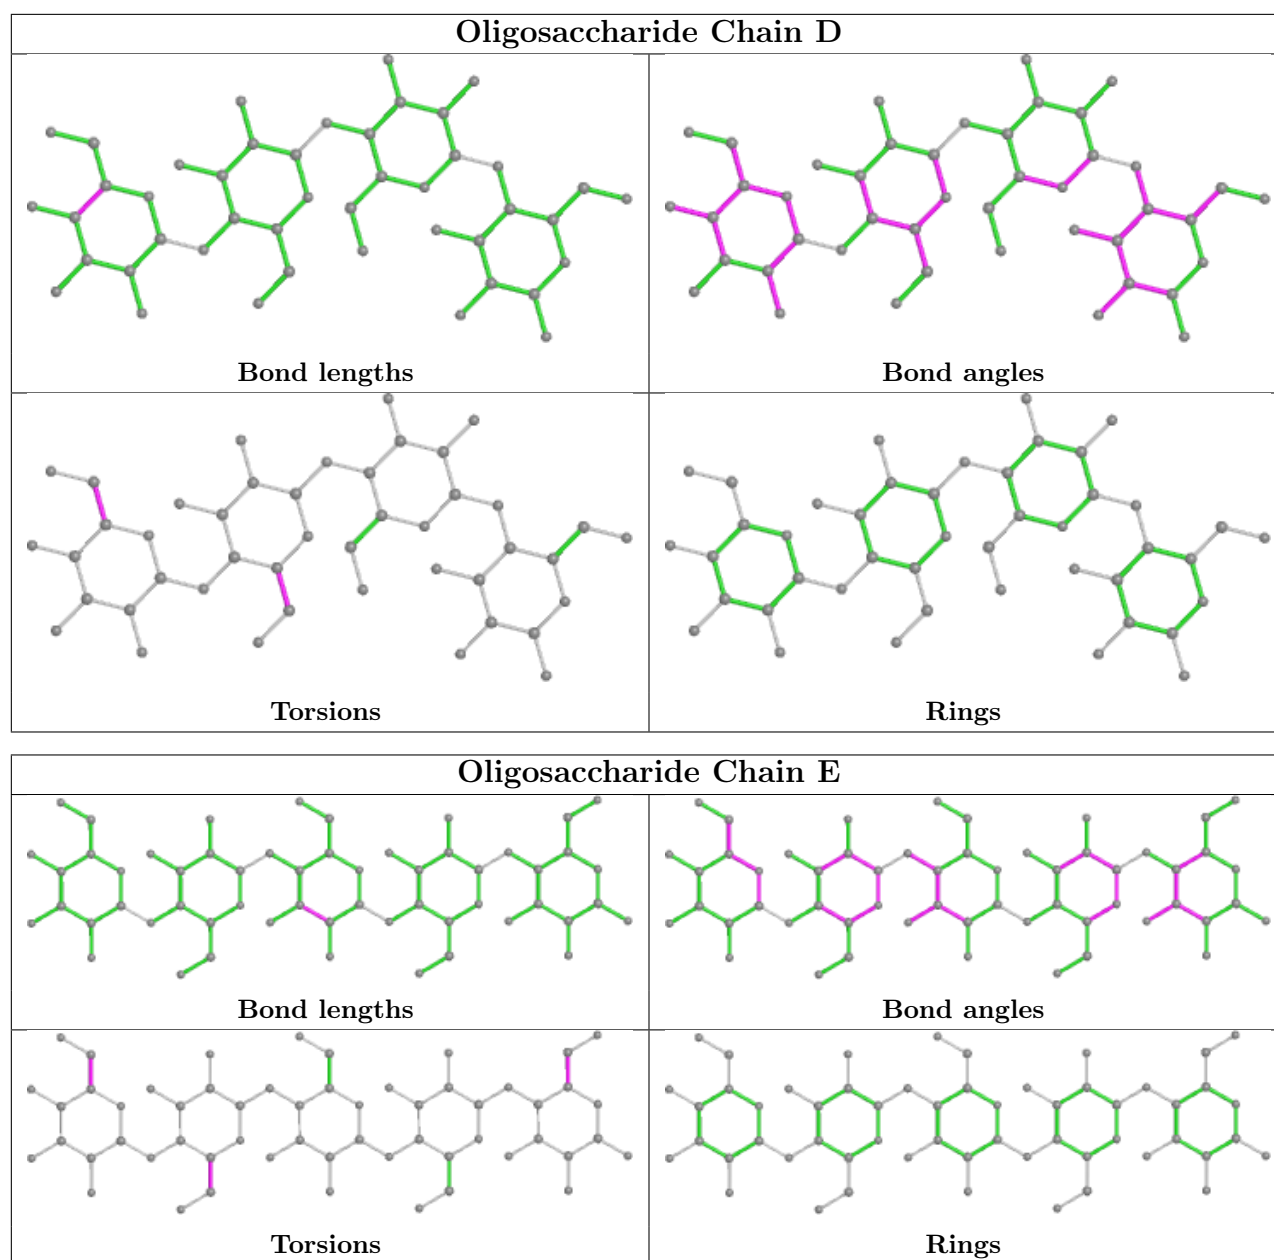 Oligosaccharide Chain D
Bond lengths
Bond angles
Torsions
Rings
Oligosaccharide Chain E
Bond lengths
Bond angles
Torsions
Rings